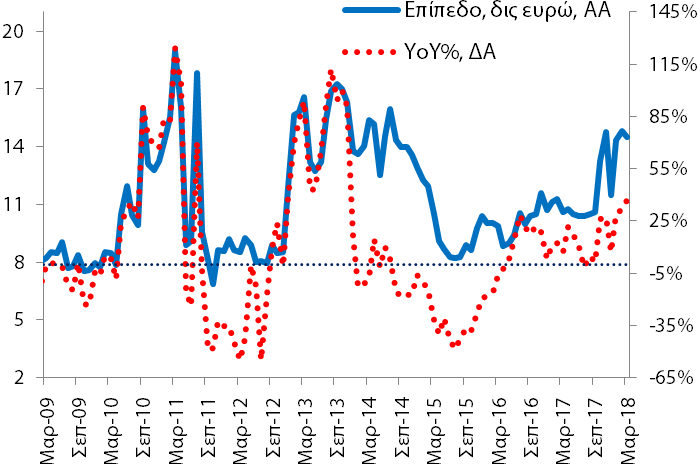 Επίπεδο, δις ευρώ, ΑΑ
YoY%, ΔΑ
20
17
14
11
8
5
2
145%
115%
85%
55%
25%
-5%
-35%
-65%
Μαρ-09
Σεπ-09
Μαρ-10
Σεπ-10
Μαρ-11
Σεπ-11
Μαρ-12
Σεπ-12
Μαρ-13
Σεπ-13
Μαρ-14
Σεπ-14
Μαρ-15
Σεπ-15
Μαρ-16
Σεπ-16
Μαρ-17
Σεπ-17
Μαρ-18